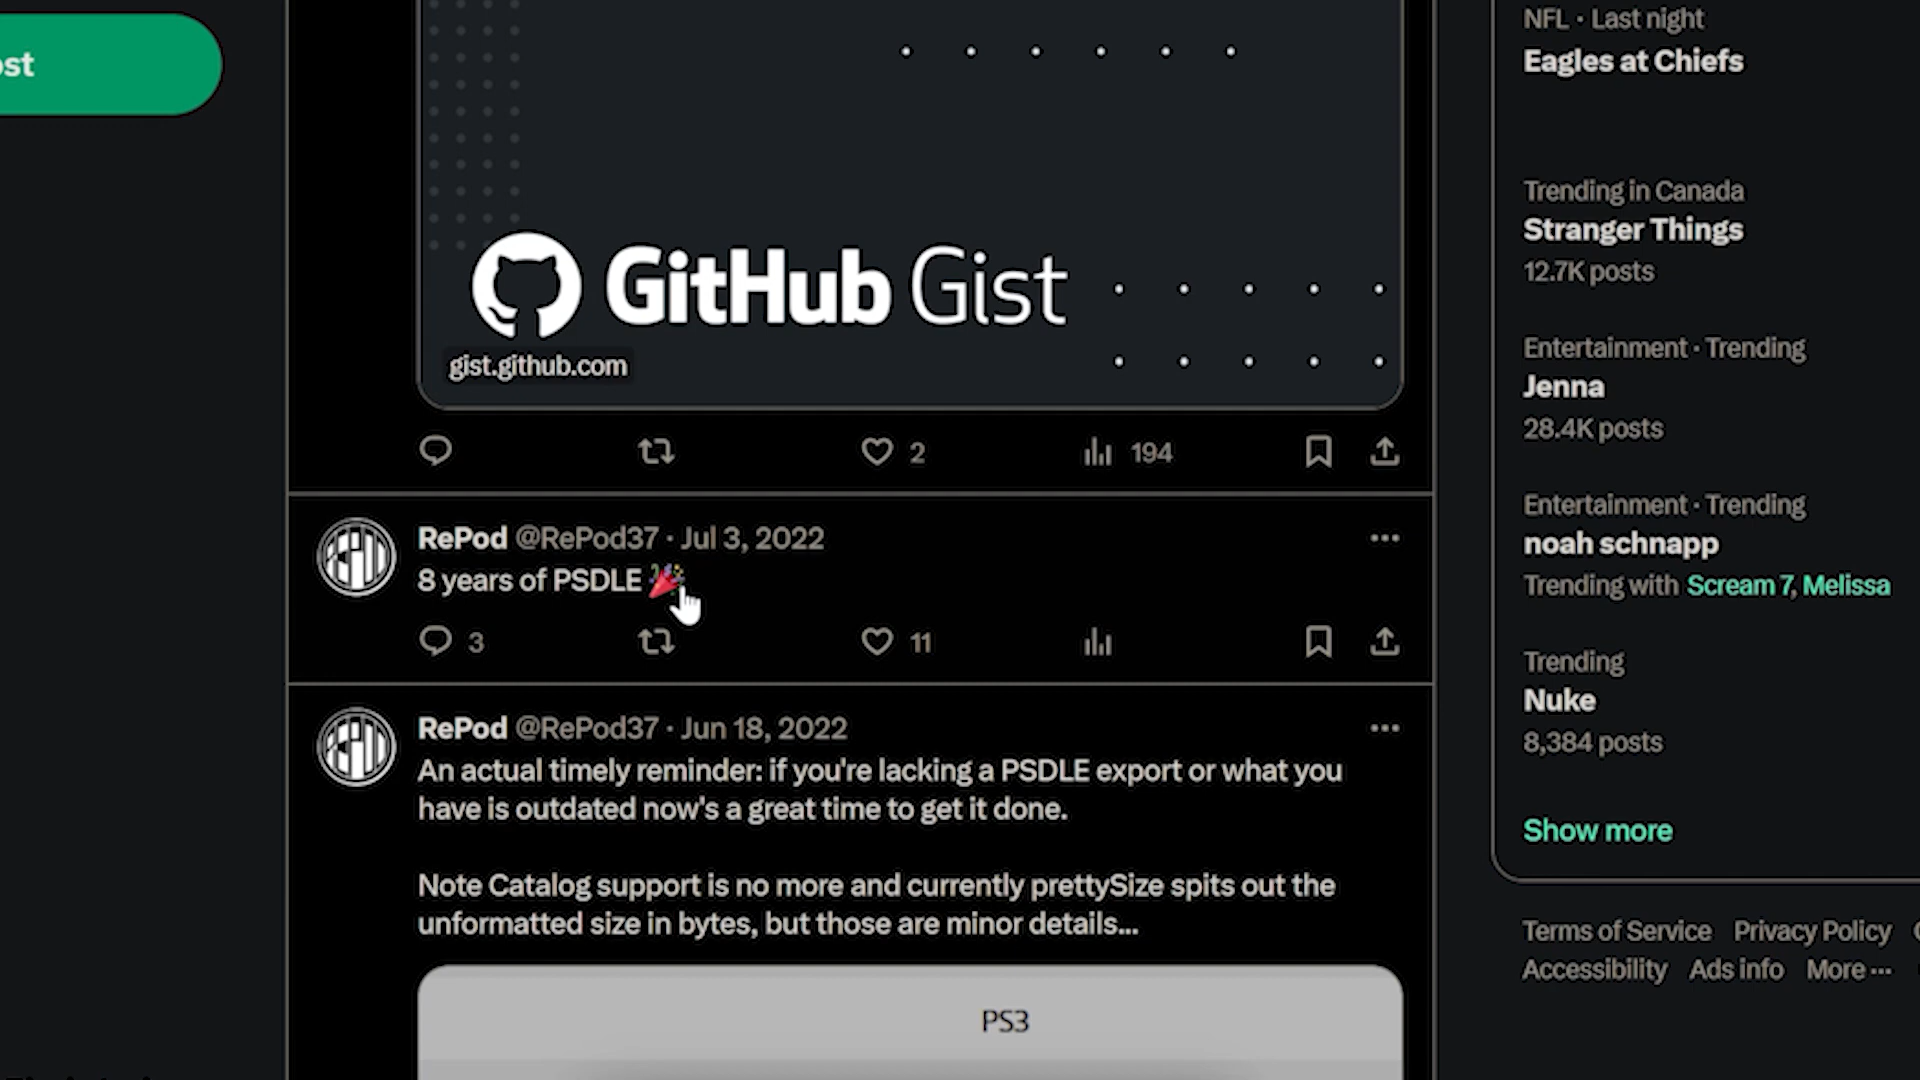 ost
GitHub Gist
gist.github.com
2
194
RePod @RePod37 · Jul 3, 2022
8 years of PSDLE 🎉
3
11
RePod @RePod37 · Jun 18, 2022
An actual timely reminder: if you're lacking a PSDLE export or what you
have is outdated now's a great time to get it done.
Note Catalog support is no more and currently prettySize spits out the
unformatted size in bytes, but those are minor details...
PS3
NFL · Last night
Eagles at Chiefs
Trending in Canada
Stranger Things
12.7K posts
Entertainment · Trending
Jenna
28.4K posts
Entertainment · Trending
noah schnapp
Trending with Scream 7, Melissa
Trending
Nuke
8,384 posts
Show more
Terms of Service Privacy Policy
Accessibility Ads info More ...